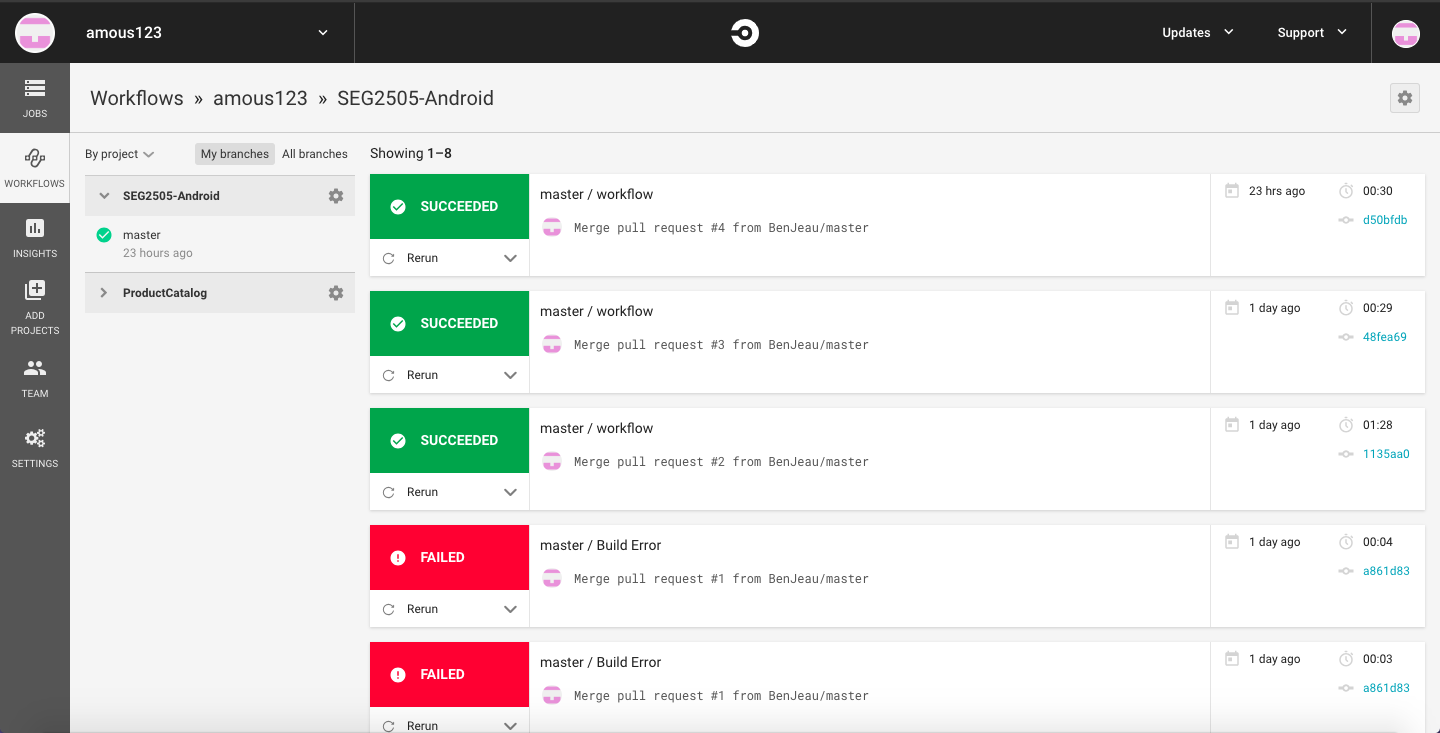 amous123
Updates
Support
JOBS
WORKFLOWS
INSIGHTS
ADD
PROJECTS
TEAM
SETTINGS
Workflows » amous123 » SEG2505-Android
By project
My branches
All branches
SEG2505-Android
master
23 hours ago
ProductCatalog
Showing 1–8
SUCCEEDED
Rerun
master / workflow
Merge pull request #4 from BenJeau/master
23 hrs ago
00:30
d50bfdb
SUCCEEDED
Rerun
master / workflow
Merge pull request #3 from BenJeau/master
1 day ago
00:29
48fea69
SUCCEEDED
Rerun
master / workflow
Merge pull request #2 from BenJeau/master
1 day ago
01:28
1135aa0
FAILED
Rerun
master / Build Error
Merge pull request #1 from BenJeau/master
1 day ago
00:04
a861d83
FAILED
Rerun
master / Build Error
Merge pull request #1 from BenJeau/master
1 day ago
00:03
a861d83